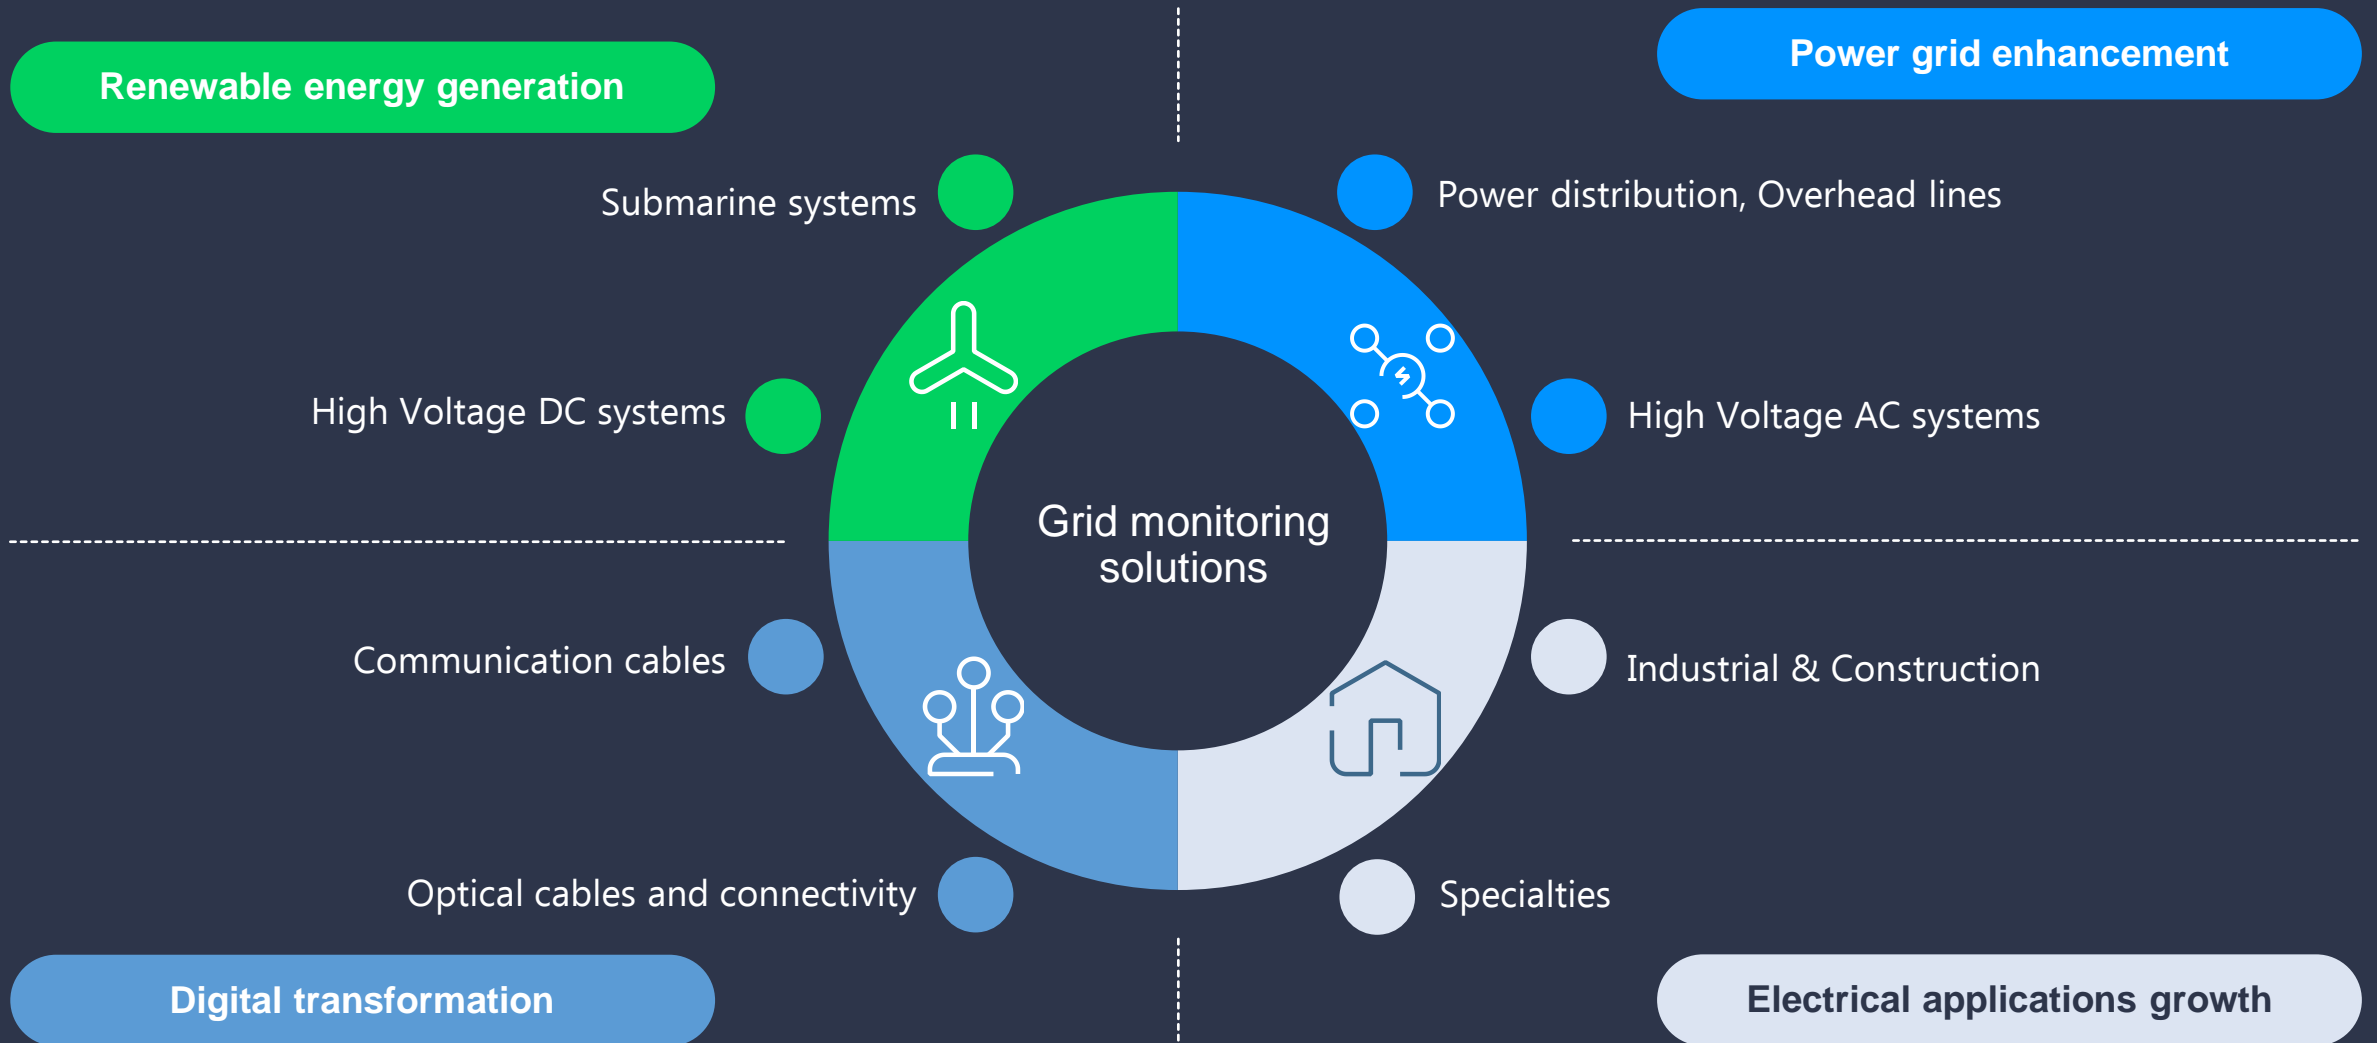 Renewable energy generation
Power grid enhancement
Submarine systems
Power distribution, Overhead lines
High Voltage DC systems
High Voltage AC systems
Grid monitoring
solutions
Communication cables
Industrial & Construction
Optical cables and connectivity
Specialties
Digital transformation
Electrical applications growth